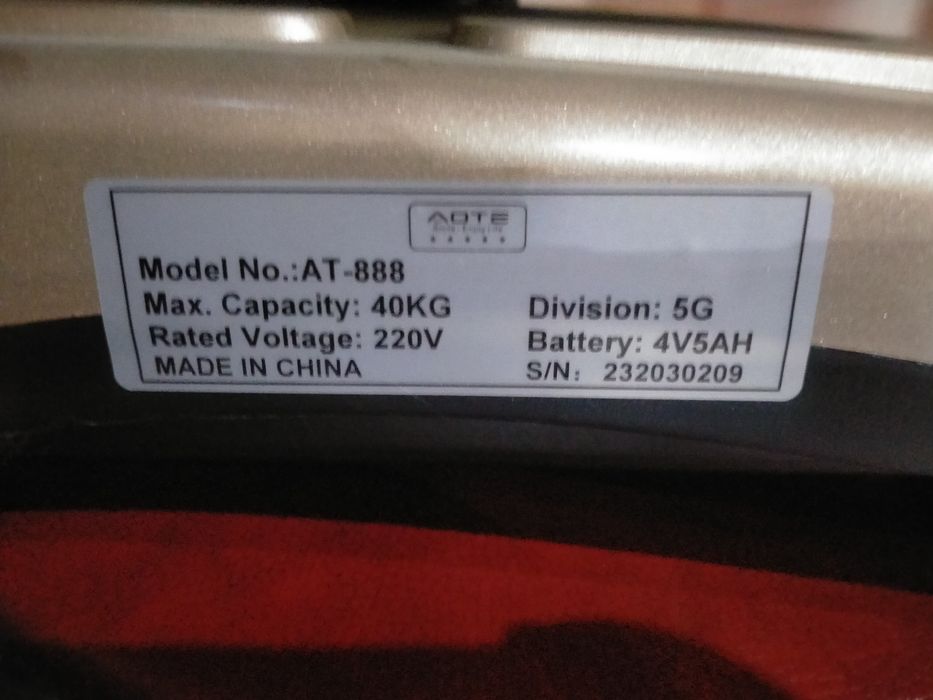 AOTE
Model No.:AT-888
Max. Capacity: 40KG Division: 5G
Rated Voltage: 220V Battery: 4V5AH
MADE IN CHINA S/N: 232030209